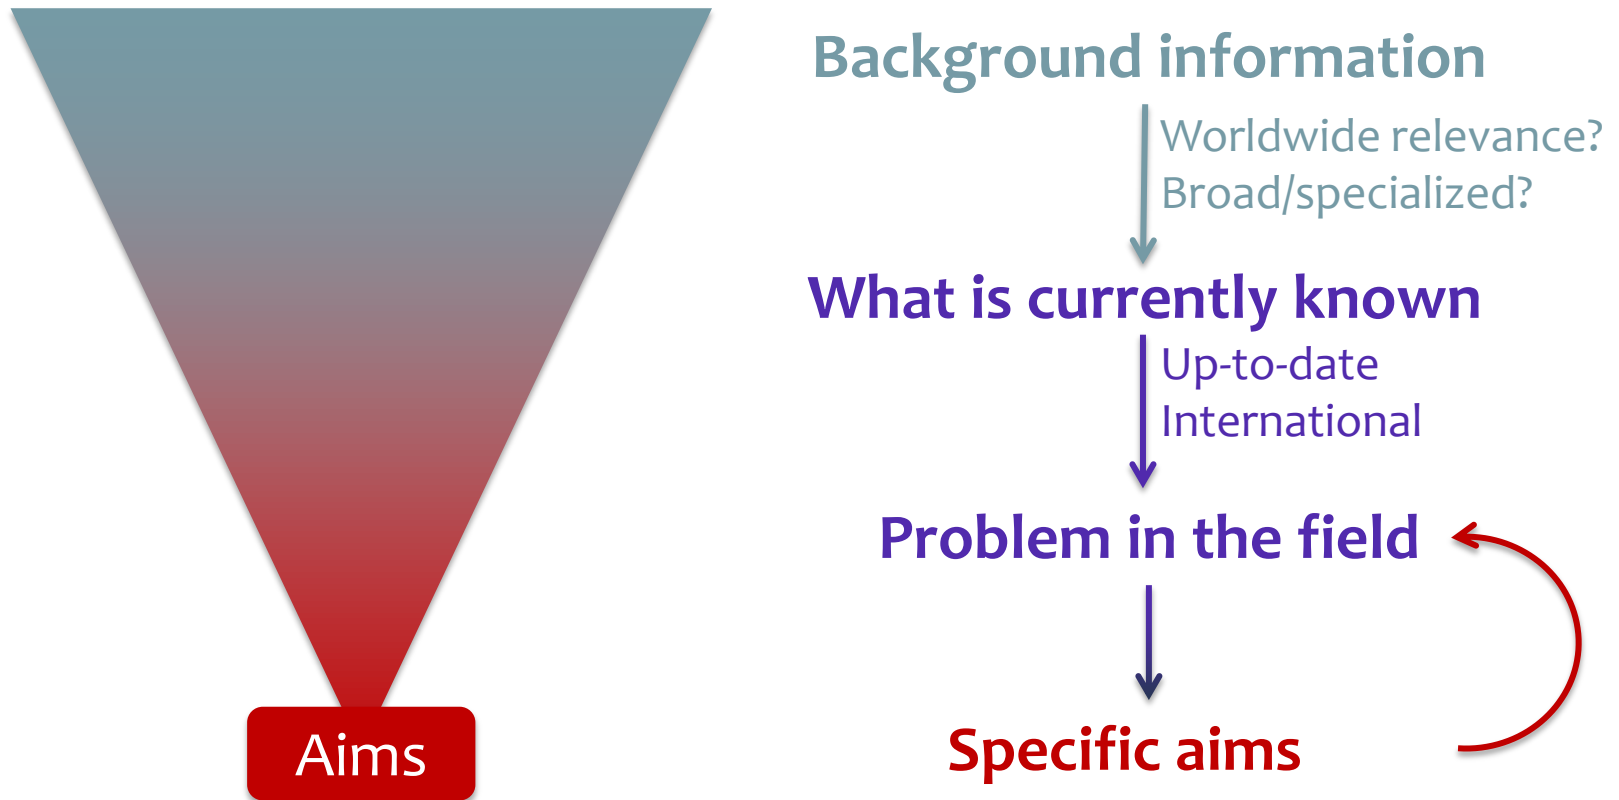 Background information
Worldwide relevance?
Broad/specialized?
What is currently known
Up-to-date
International
Problem in the field
Specific aims
Aims